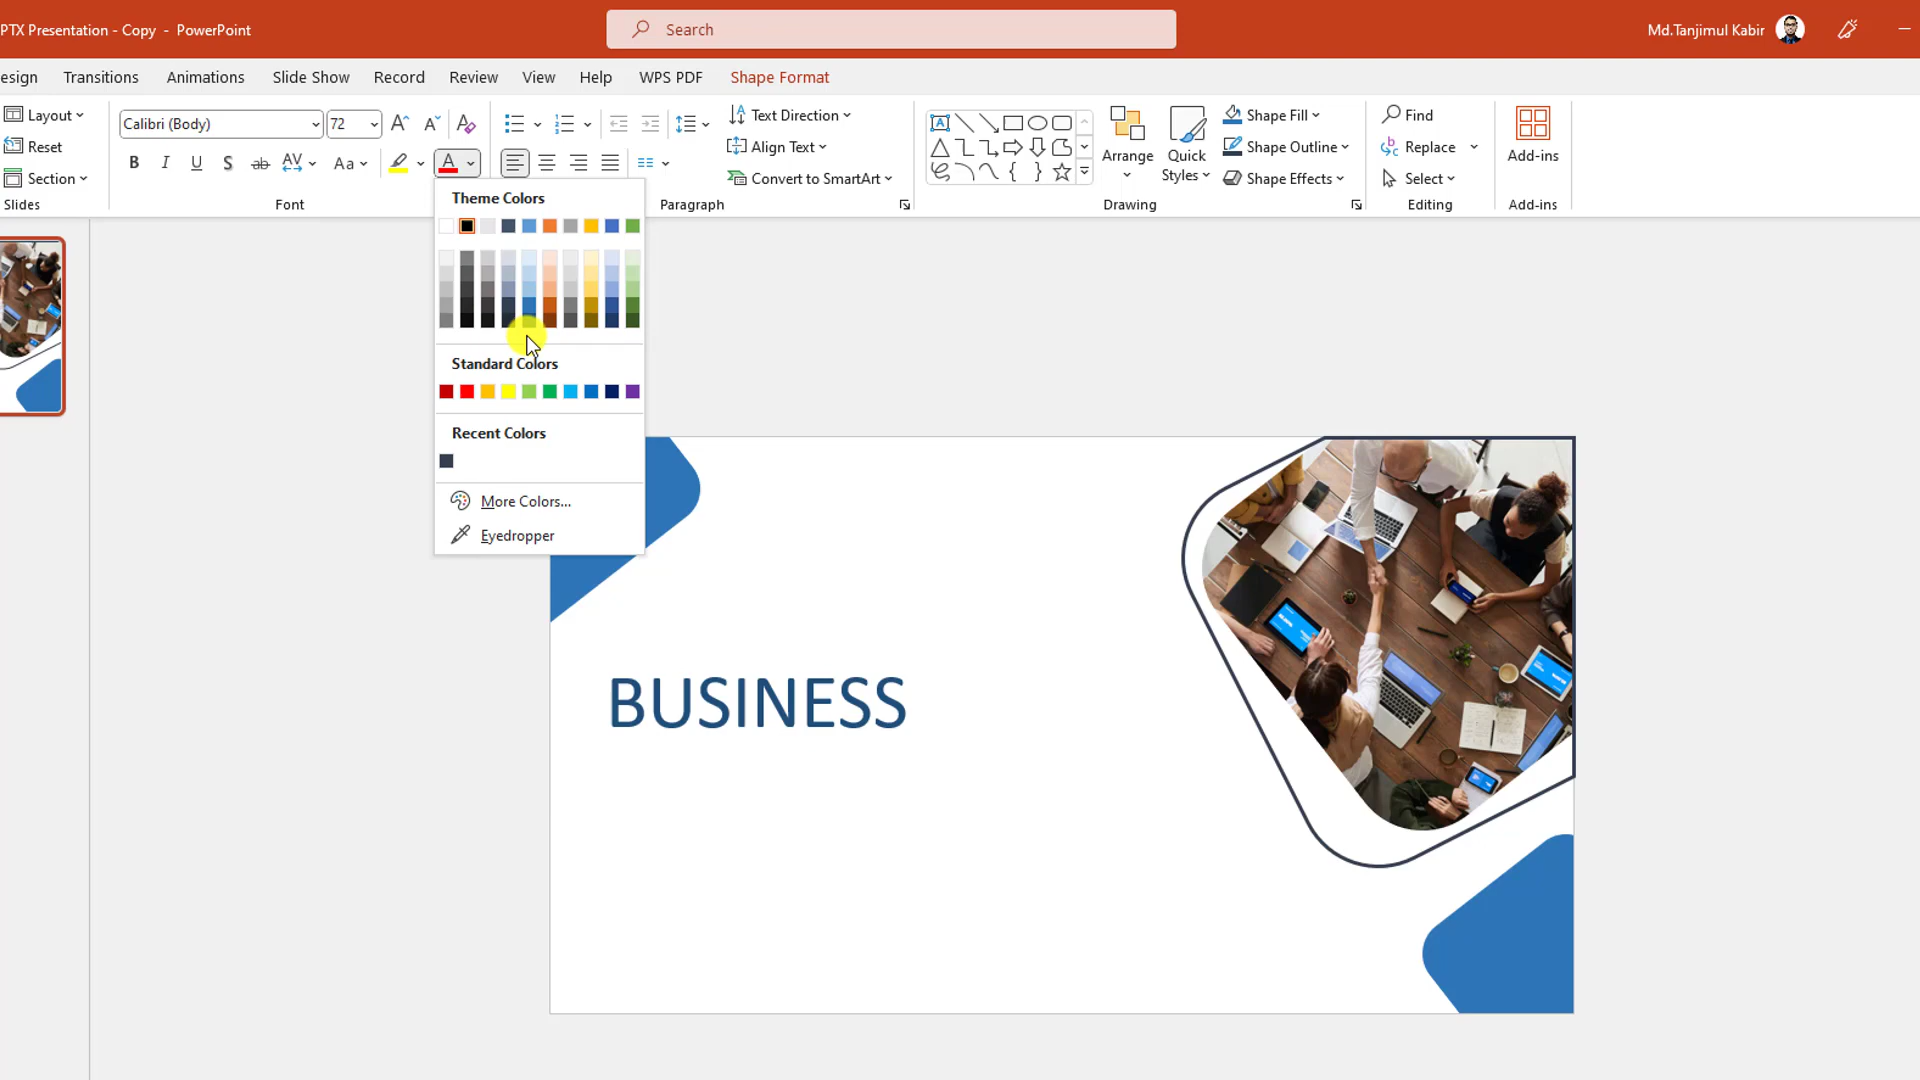 PTX Presentation - Copy - PowerPoint
Search
Md.Tanjimul Kabir
esign
Transitions
Animations
Slide Show
Record
Review
View
Help
WPS PDF
Shape Format
Layout
Reset
Section
Slides
Calibri (Body)
72
Font
Text Direction
Align Text
Convert to SmartArt
Paragraph
Arrange
Quick
Styles
Shape Fill
Shape Outline
Shape Effects
Drawing
Find
Replace
Select
Editing
Add-ins
Add-ins
Theme Colors
Standard Colors
Recent Colors
More Colors...
Eyedropper
BUSINESS